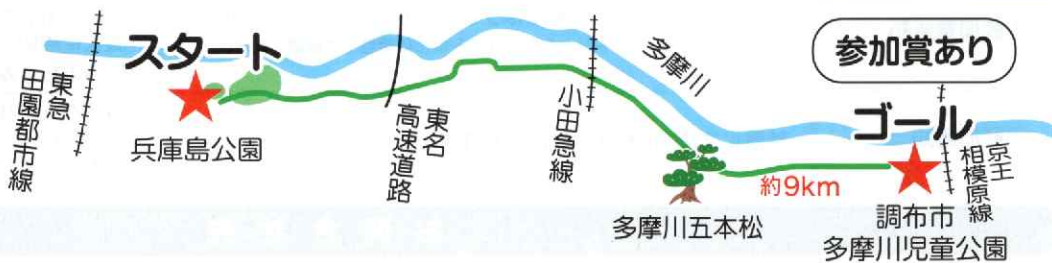 スタート
東急
田園都市線
兵庫島公園
東名
高速道路
小田急線
多摩川
多摩川五本松
約9km
参加賞あり
ゴール
京王
相模原線
調布市
多摩川児童公園